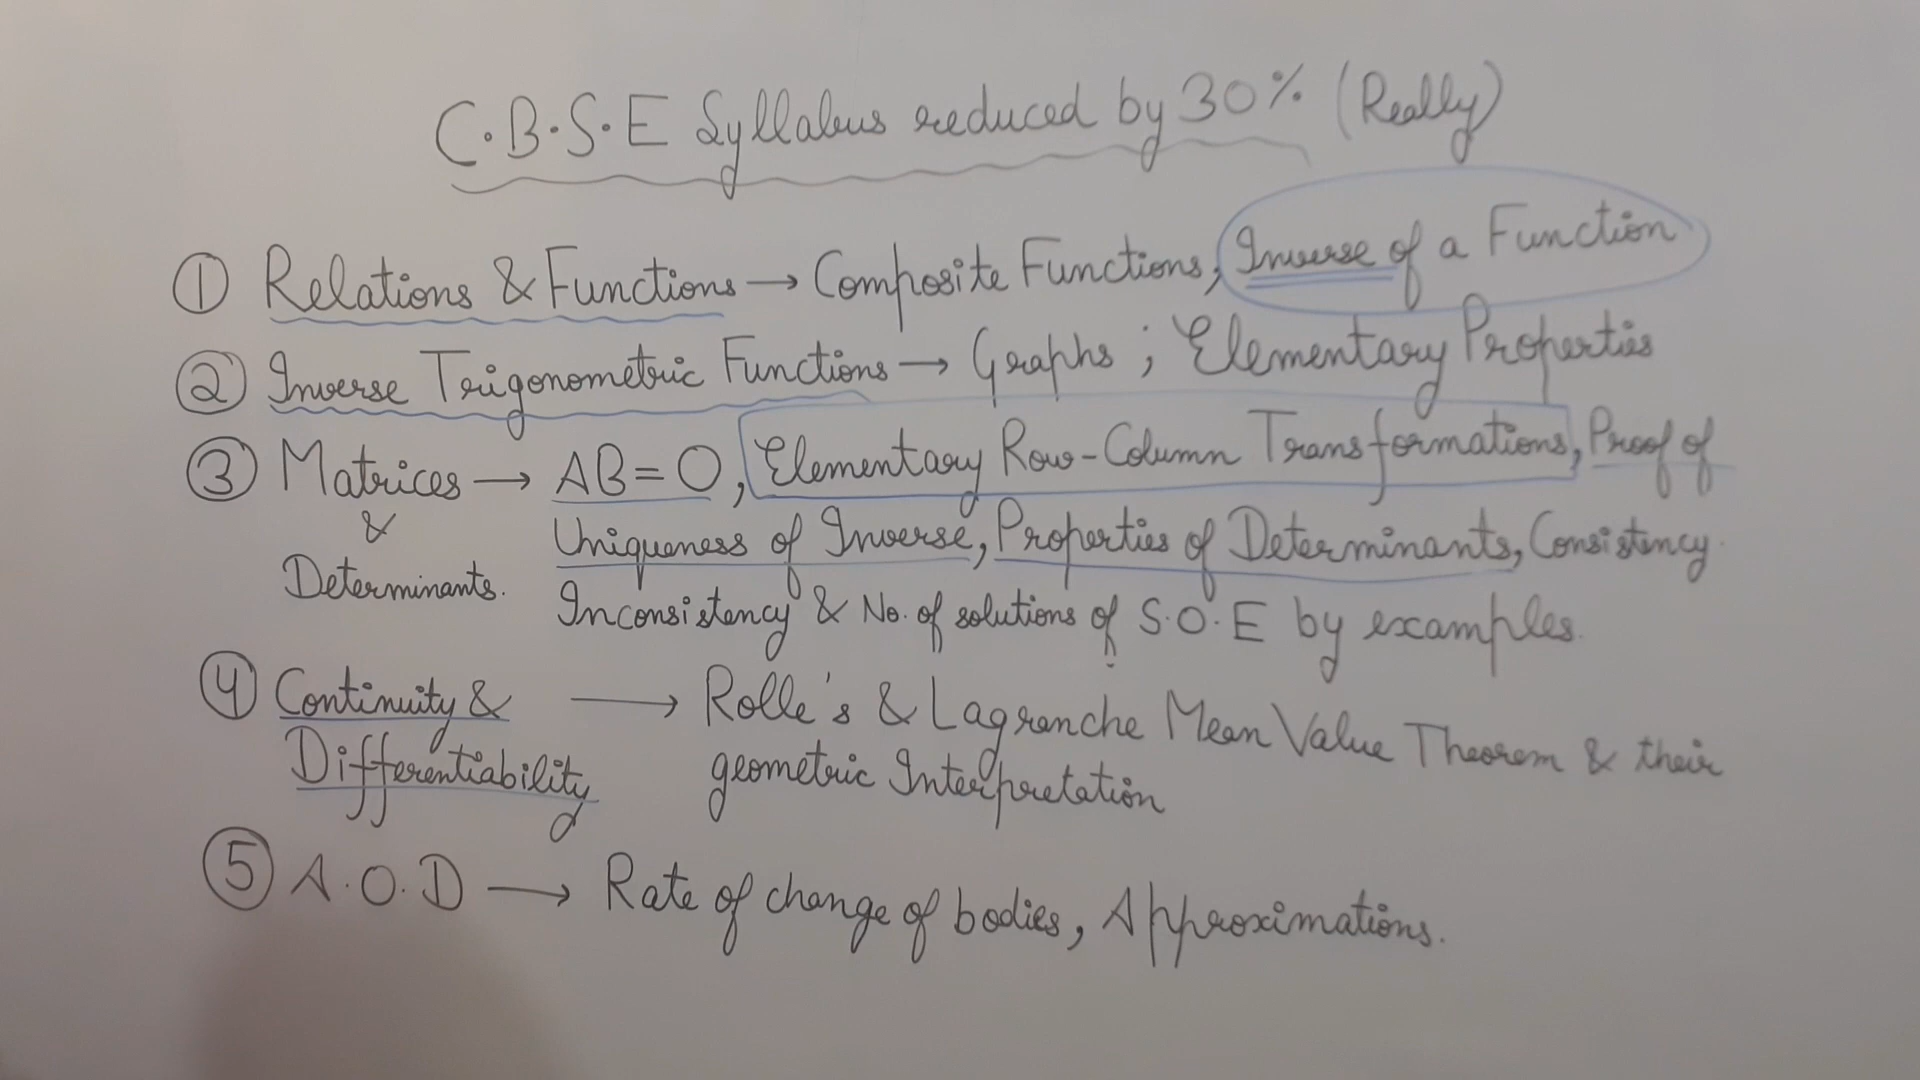 C.B.S.E Syllabus reduced by 30% (Really)
① Relations & Functions → Composite Functions, Inverse of a Function
② Inverse Trigonometric Functions → Graphs ; Elementary Properties
③ Matrices → AB = O, Elementary Row-Column Transformations, Proof of
& Uniqueness of Inverse, Properties of Determinants, Consistency
Determinants. Inconsistency & No. of solutions of S.O.E by examples.
④ Continuity & → Rolle's & Lagranche Mean Value Theorem & their
Differentiability geometric Interpretation
⑤ A.O.D → Rate of change of bodies, Approximations.